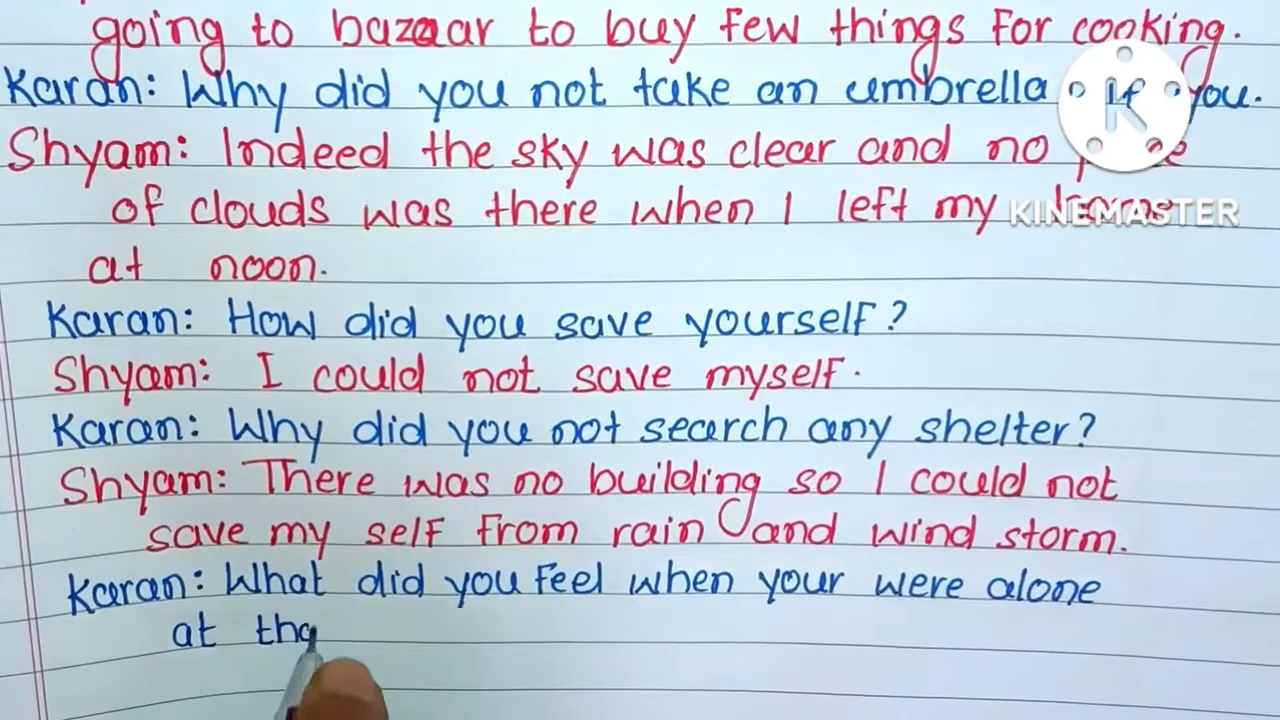 going to bazaar to buy few things for cooking.
Karan: Why did you not take an umbrella you.
Shyam: Indeed the sky was clear and no
of clouds was there when I left my
at noon.
Karan: How did you save yourself?
Shyam: I could not save myself.
Karan: Why did you not search any shelter?
Shyam: There was no building so I could not
save my self from rain and wind storm.
Karan: What did you feel when your were alone
at tha
K
KINEMASTER